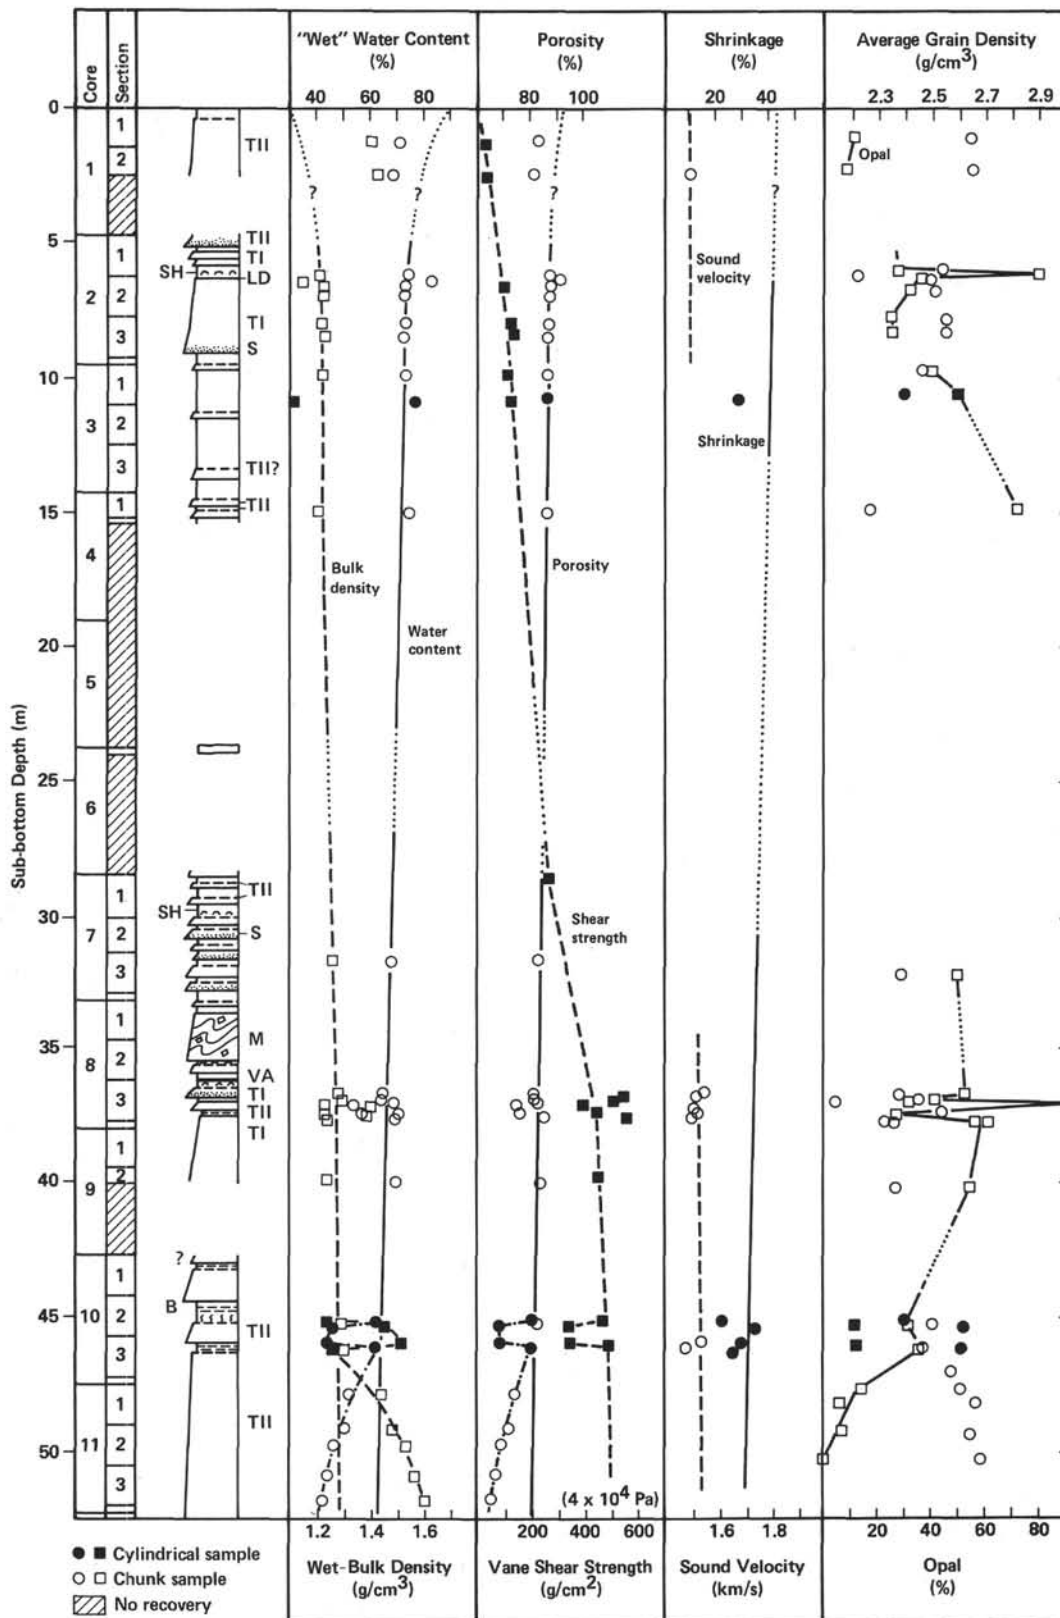 "Wet" Water Content
(%)
40 60 80
Porosity
(%)
80 100
Shrinkage
(%)
20 40
Average Grain Density
(g/cm³)
2.3 2.5 2.7 2.9
Core
Section
Sub-bottom Depth (m)
0
5
10
15
20
25
30
35
40
45
50
1
2
3
4
5
6
7
8
9
10
11
1
2
1
2
3
1
2
3
1
1
2
3
1
2
3
1
2
1
2
3
1
2
3
TII
TII
TI
SH
LD
TI
S
TII?
TII
TII
SH
S
M
VA
TI
TII
TI
?
B
TII
TII
?
?
Bulk
density
Water
content
?
Porosity
Shear
strength
(4 x 10⁴ Pa)
Sound
velocity
?
Shrinkage
Opal
1.2 1.4 1.6
Wet-Bulk Density
(g/cm³)
200 400 600
Vane Shear Strength
(g/cm²)
1.6 1.8
Sound Velocity
(km/s)
20 40 60 80
Opal
(%)
Cylindrical sample
Chunk sample
No recovery